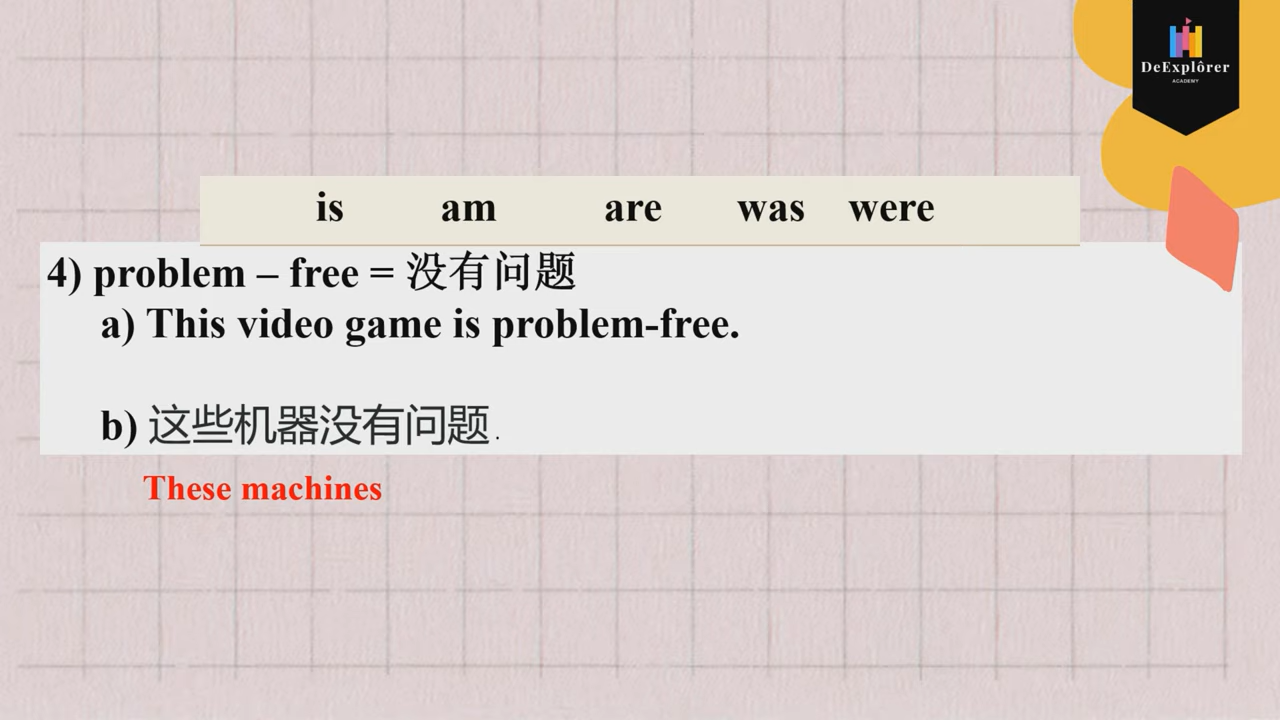 DeExplôrer
ACADEMY
is am are was were
4) problem – free = 没有问题
a) This video game is problem-free.
b) 这些机器没有问题.
These machines